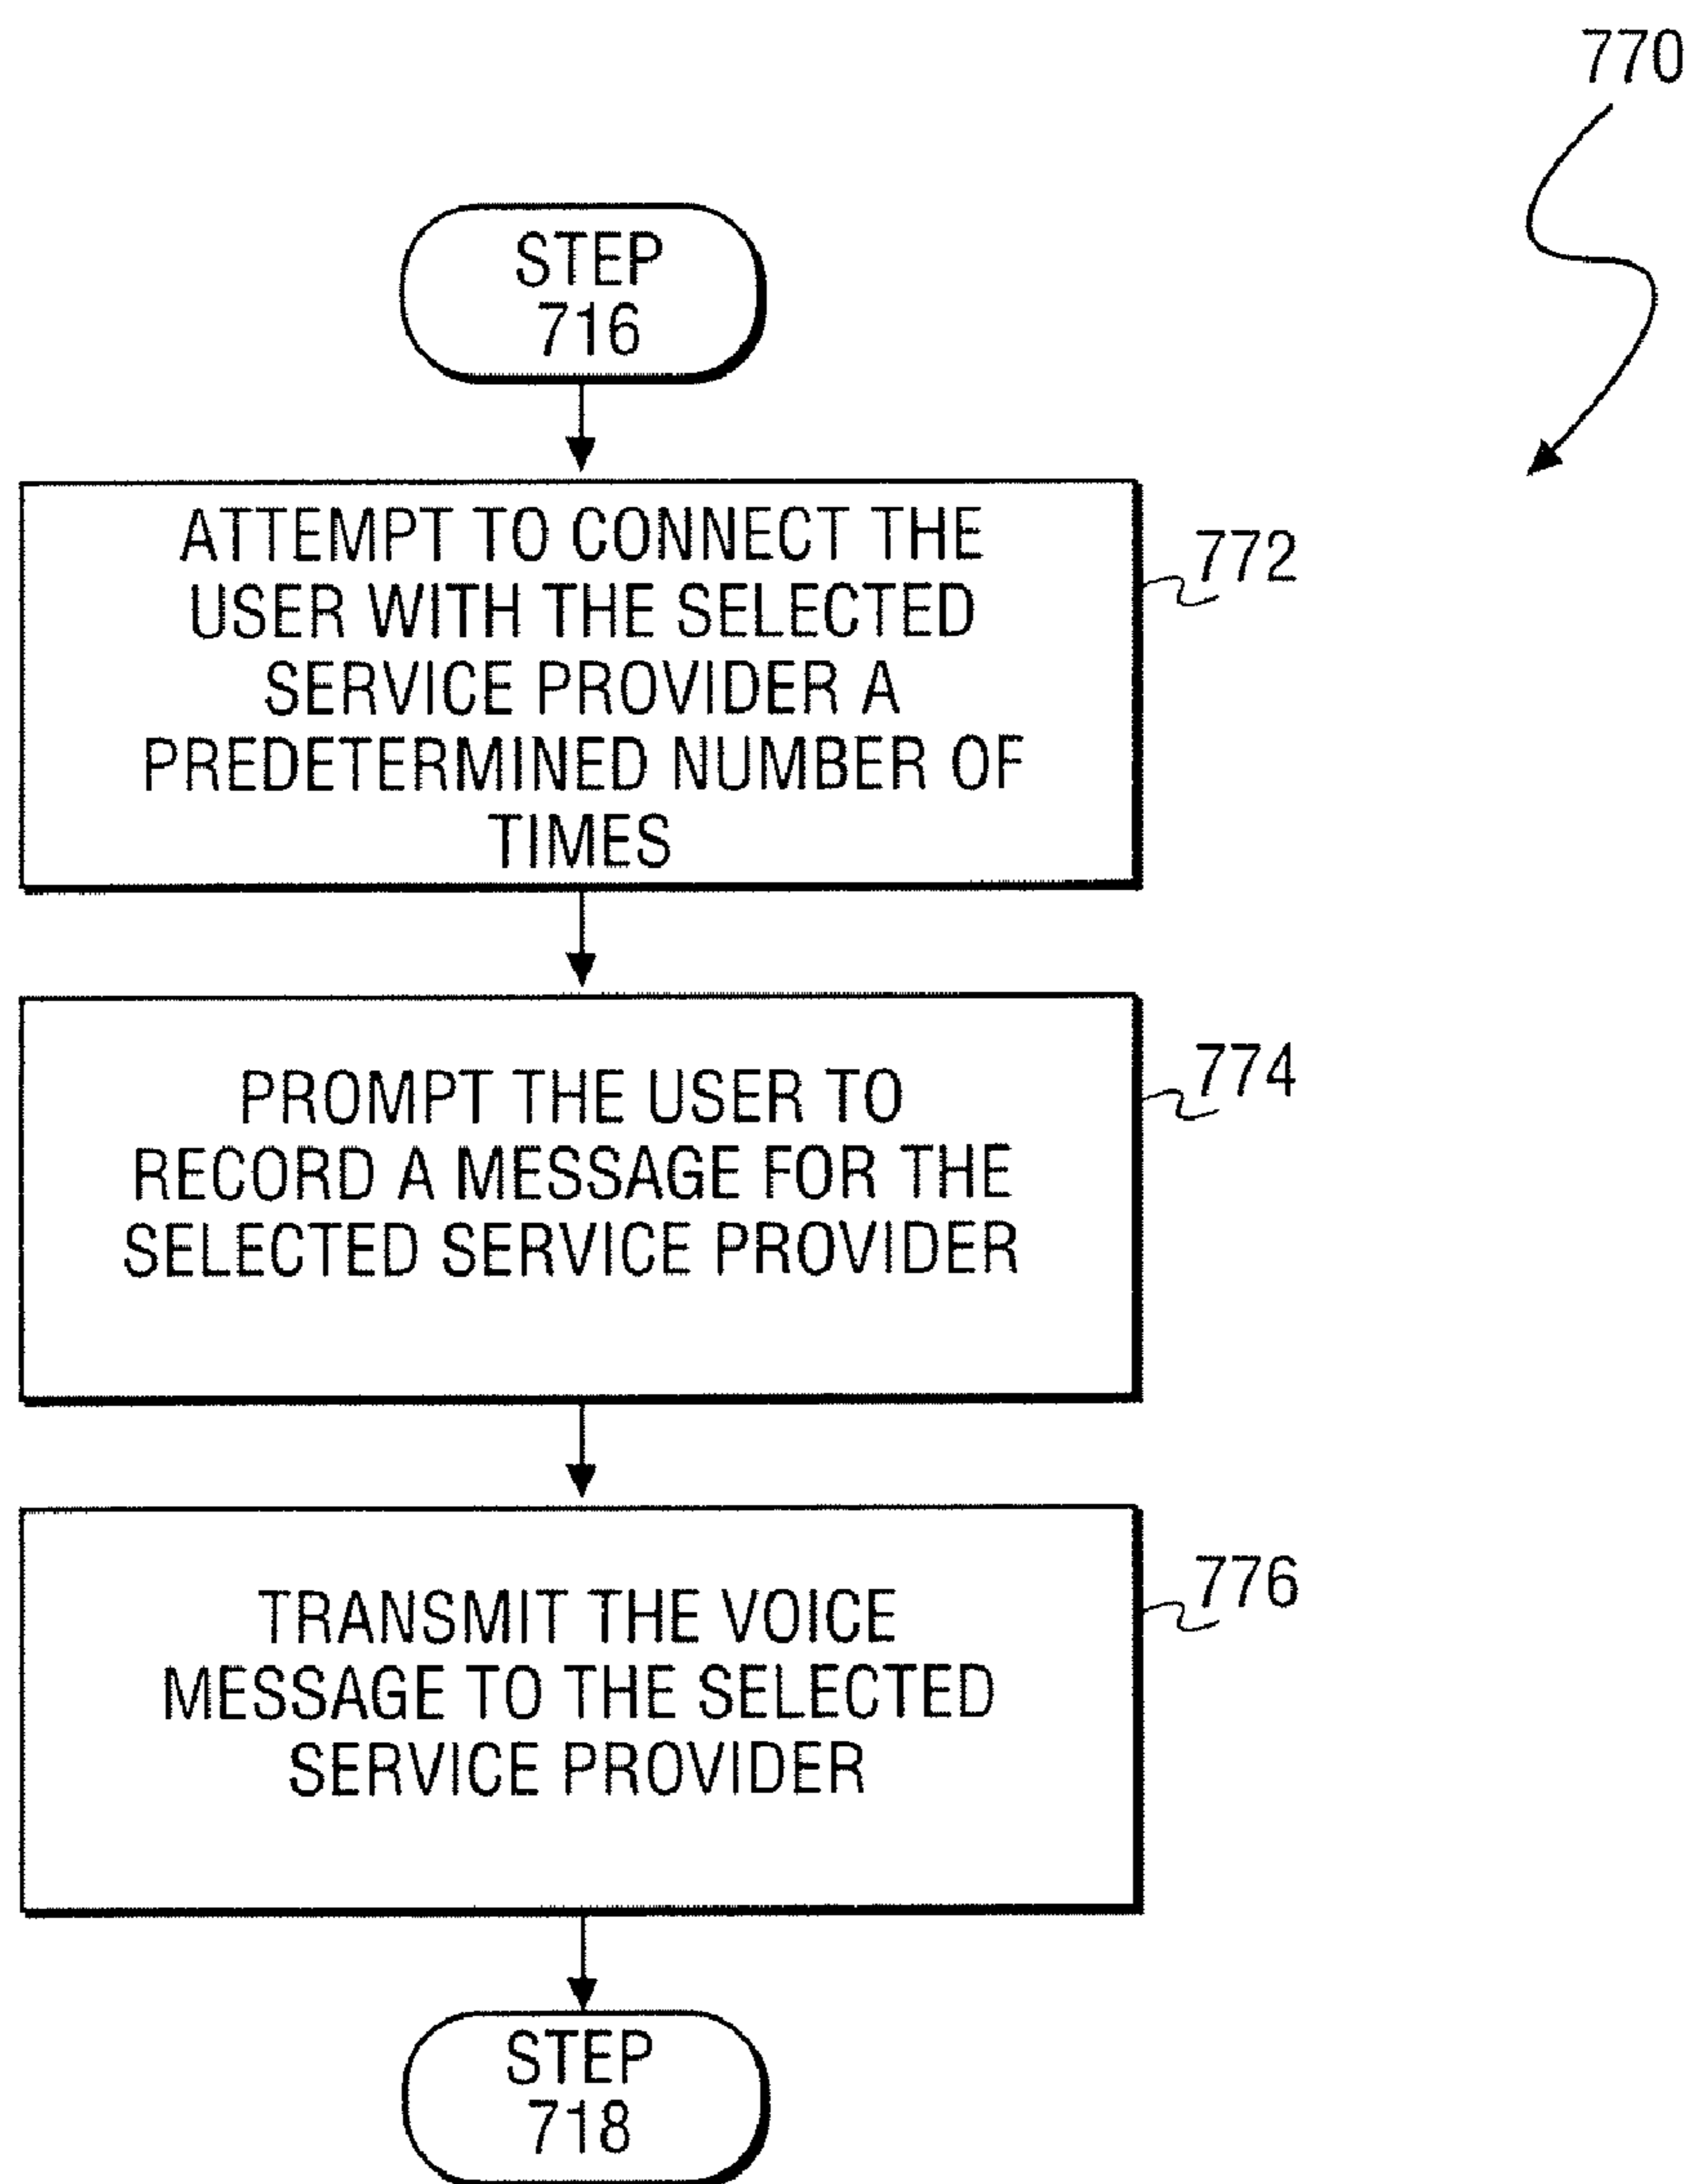 770
STEP
716
ATTEMPT TO CONNECT THE
USER WITH THE SELECTED
SERVICE PROVIDER A
PREDETERMINED NUMBER OF
TIMES
772
PROMPT THE USER TO
RECORD A MESSAGE FOR THE
SELECTED SERVICE PROVIDER
774
TRANSMIT THE VOICE
MESSAGE TO THE SELECTED
SERVICE PROVIDER
776
STEP
718